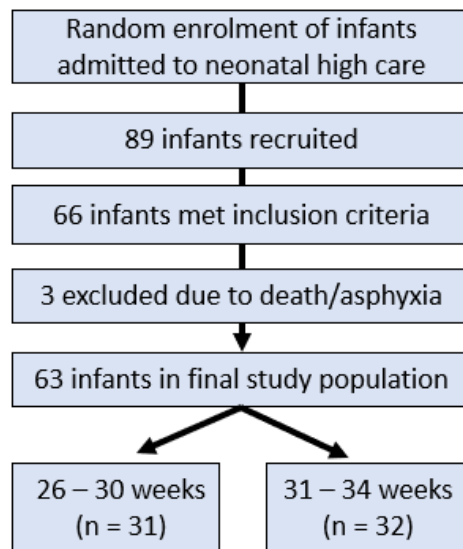 Random enrolment of infants
admitted to neonatal high care
89 infants recruited
66 infants met inclusion criteria
3 excluded due to death/asphyxia
63 infants in final study population
26 – 30 weeks
(n = 31)
31 – 34 weeks
(n = 32)